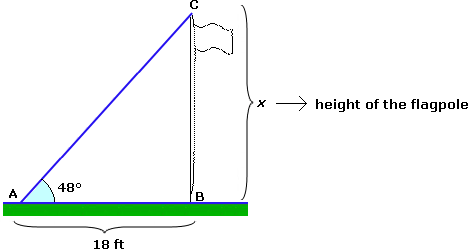 C
x → height of the flagpole
A
48°
B
18 ft